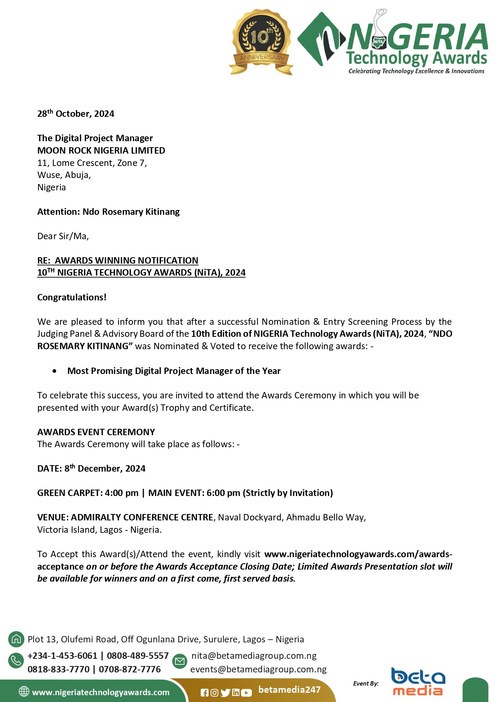 10th
ANNIVERSARY
NIGERIA
Technology Awards
Celebrating Technology Excellence & Innovations
28th October, 2024
The Digital Project Manager
MOON ROCK NIGERIA LIMITED
11, Lome Crescent, Zone 7,
Wuse, Abuja,
Nigeria
Attention: Ndo Rosemary Kitinang
Dear Sir/Ma,
RE: AWARDS WINNING NOTIFICATION
10TH NIGERIA TECHNOLOGY AWARDS (NiTA), 2024
Congratulations!
We are pleased to inform you that after a successful Nomination & Entry Screening Process by the
Judging Panel & Advisory Board of the 10th Edition of NIGERIA Technology Awards (NiTA), 2024, “NDO
ROSEMARY KITINANG” was Nominated & Voted to receive the following awards: -
• Most Promising Digital Project Manager of the Year
To celebrate this success, you are invited to attend the Awards Ceremony in which you will be
presented with your Award(s) Trophy and Certificate.
AWARDS EVENT CEREMONY
The Awards Ceremony will take place as follows: -
DATE: 8th December, 2024
GREEN CARPET: 4:00 pm | MAIN EVENT: 6:00 pm (Strictly by Invitation)
VENUE: ADMIRALTY CONFERENCE CENTRE, Naval Dockyard, Ahmadu Bello Way,
Victoria Island, Lagos - Nigeria.
To Accept this Award(s)/Attend the event, kindly visit www.nigeriatechnologyawards.com/awards-
acceptance on or before the Awards Acceptance Closing Date; Limited Awards Presentation slot will
be available for winners and on a first come, first served basis.
Plot 13, Olufemi Road, Off Ogunlana Drive, Surulere, Lagos – Nigeria
+234-1-453-6061 | 0808-489-5557 nita@betamediagroup.com.ng
0818-833-7770 | 0708-872-7776 events@betamediagroup.com.ng
www.nigeriatechnologyawards.com betamedia247
Event By: beta
media